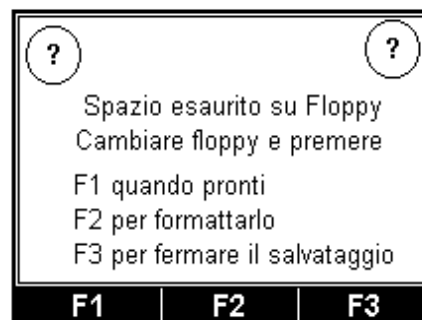 ? ?
Spazio esaurito su Floppy
Cambiare floppy e premere
F1 quando pronti
F2 per formattarlo
F3 per fermare il salvataggio
F1 F2 F3